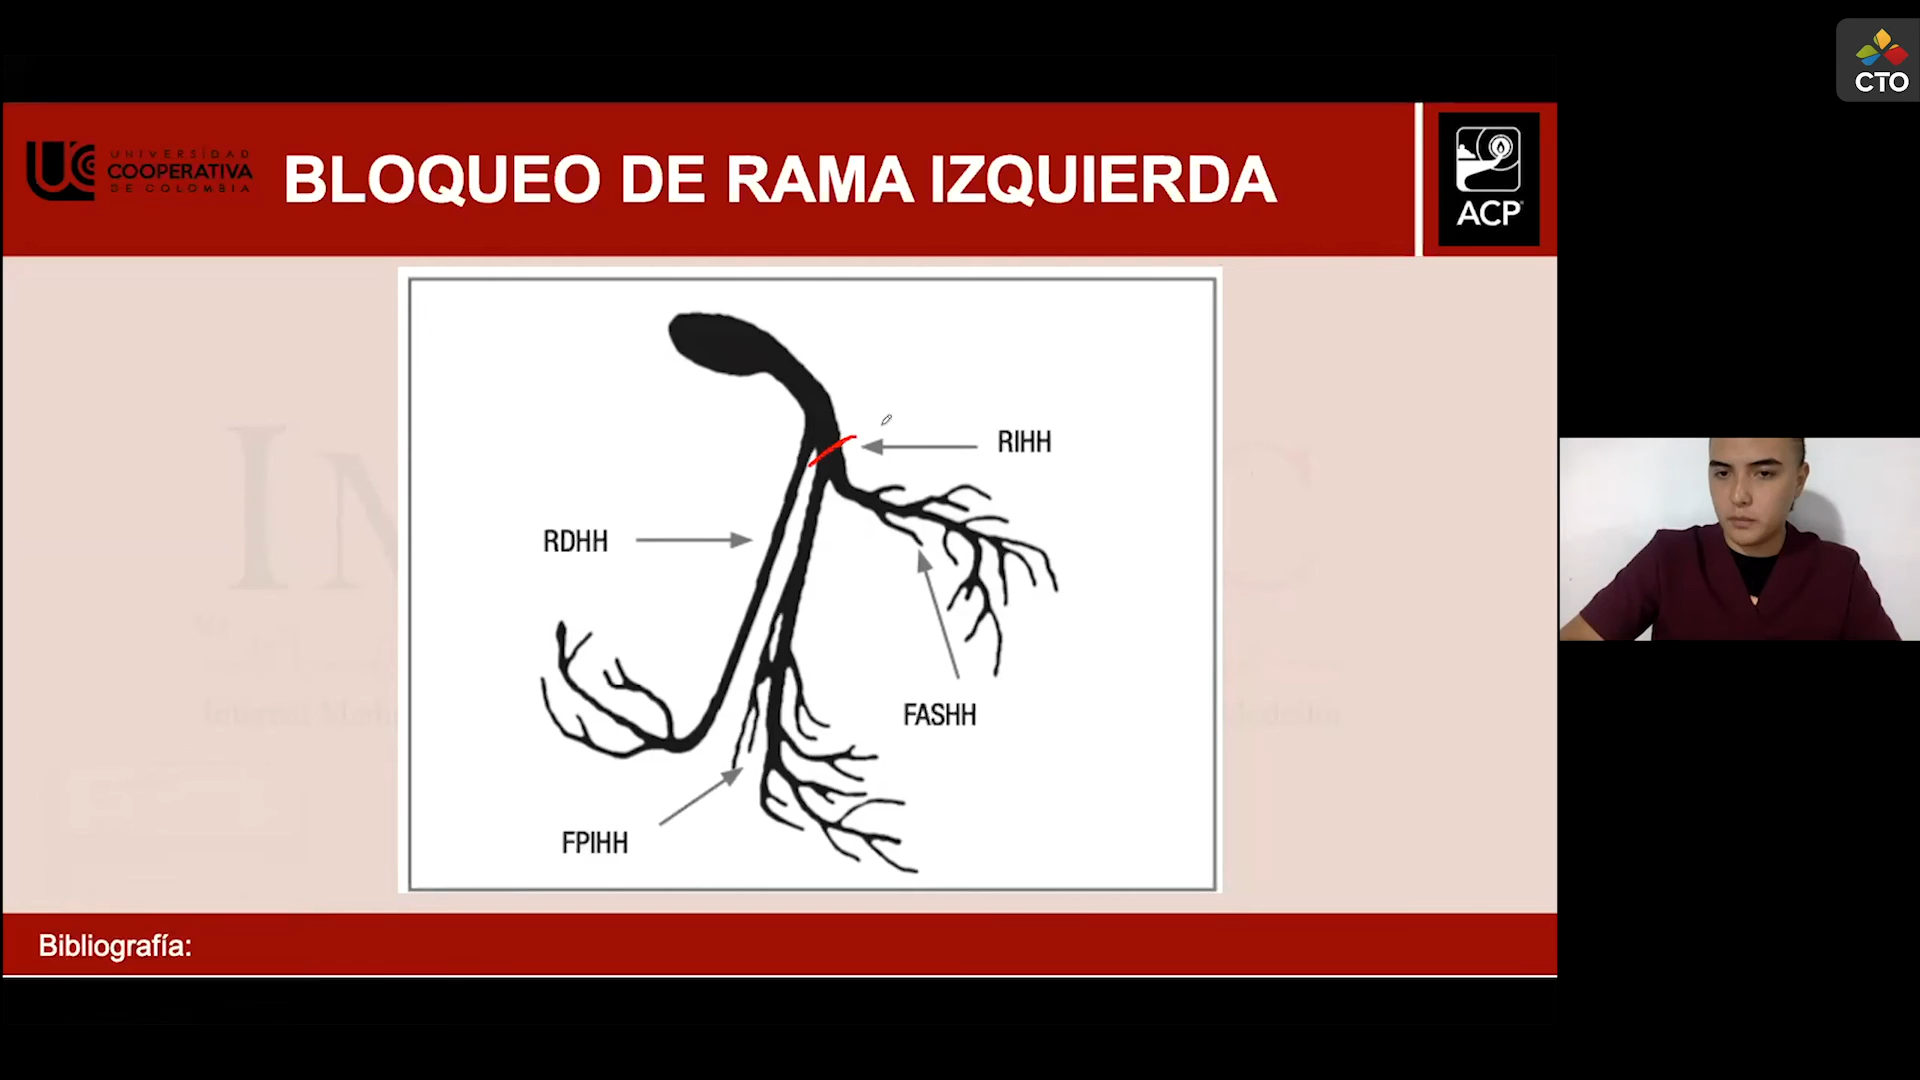 CTO
UNIVERSIDAD
COOPERATIVA
DE COLOMBIA
BLOQUEO DE RAMA IZQUIERDA
ACP
RIHH
RDHH
FASHH
FPIHH
Bibliografía: